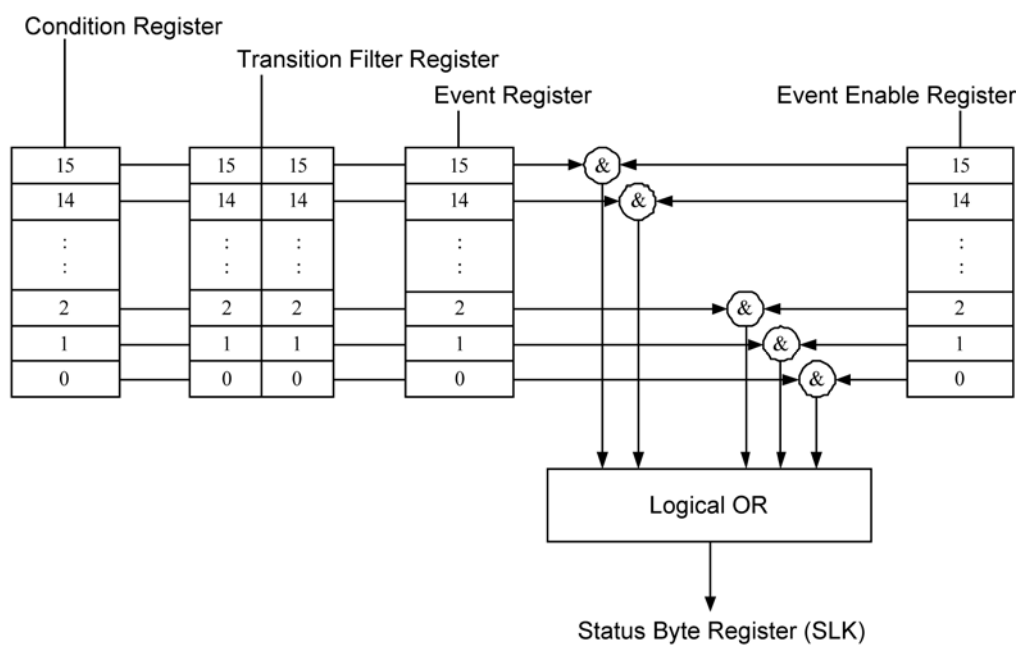 Condition Register
Transition Filter Register
Event Register
Event Enable Register
15 15 15 15 & 15
14 14 14 14 & 14
: : : : :
: : : : :
2 2 2 2 & 2
1 1 1 1 & 1
0 0 0 0 & 0
Logical OR
Status Byte Register (SLK)